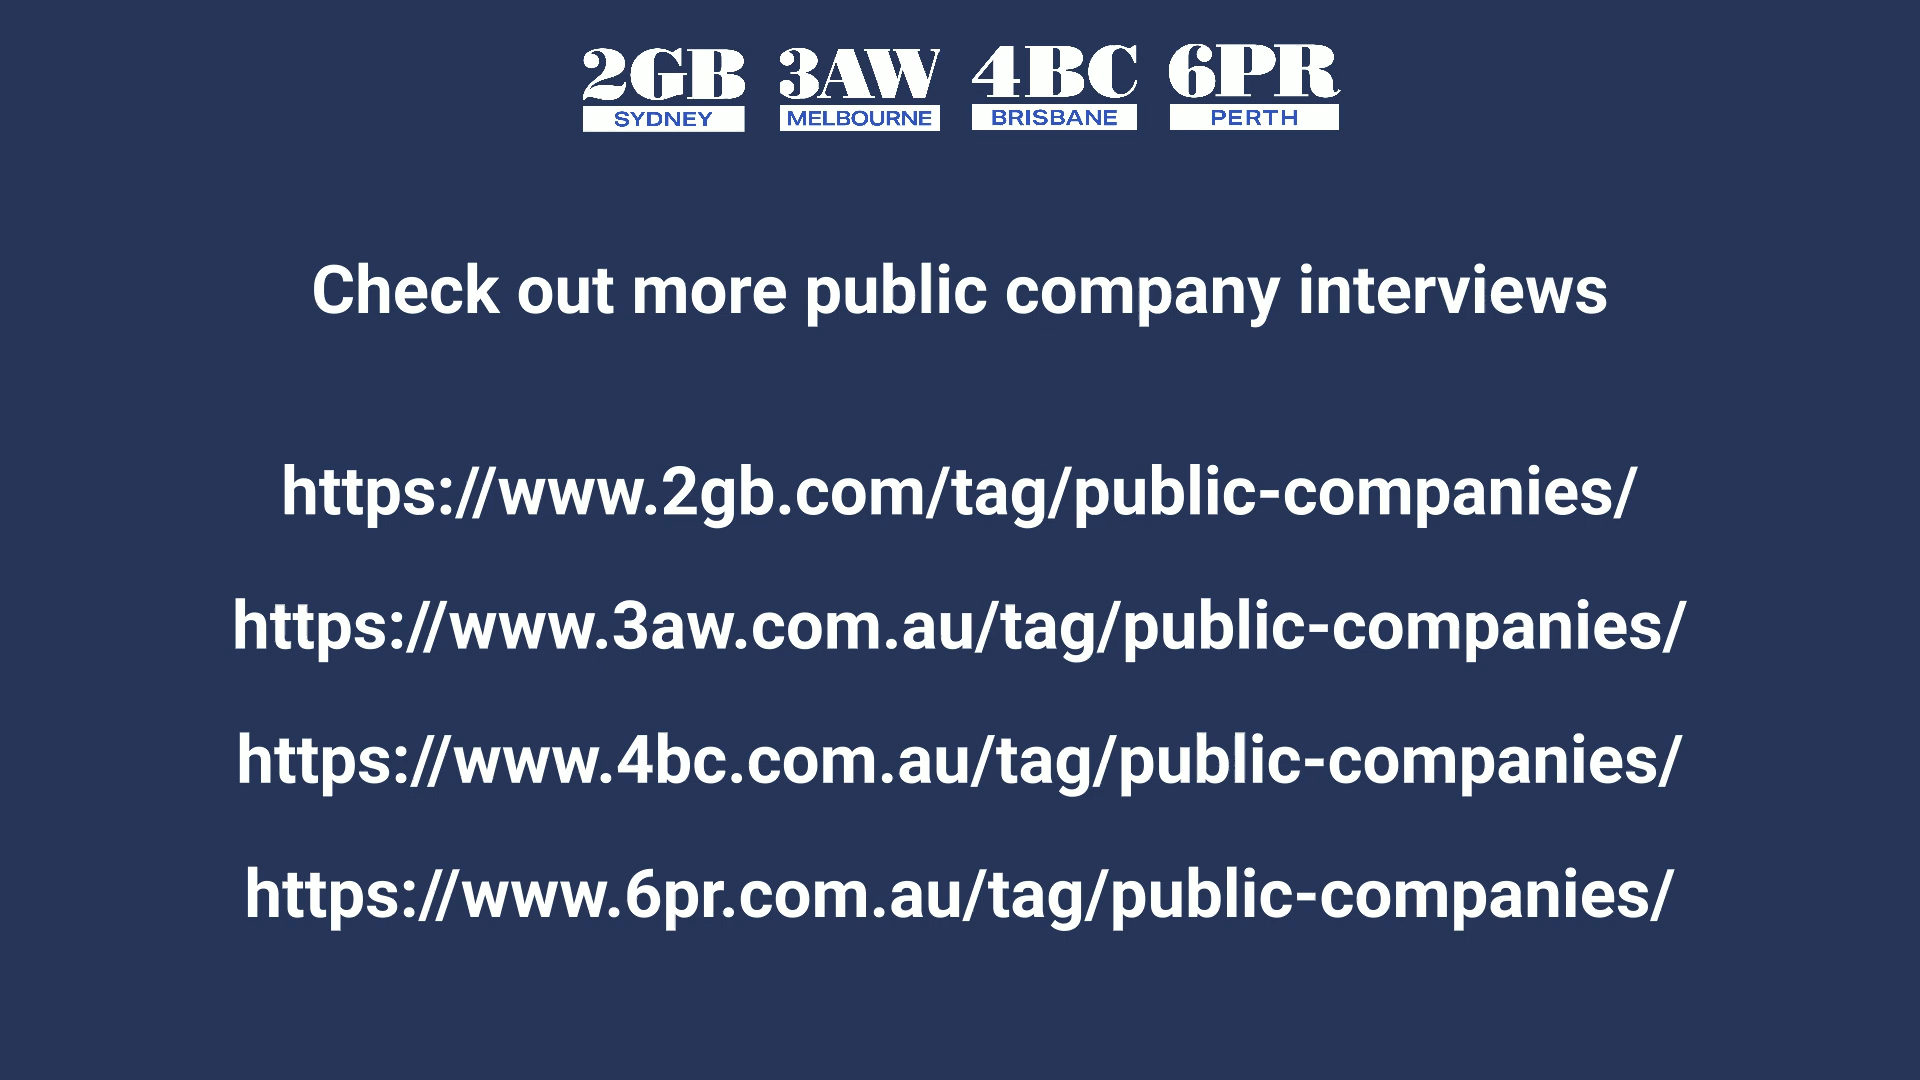 2GB 3AW 4BC 6PR
SYDNEY MELBOURNE BRISBANE PERTH
Check out more public company interviews
https://www.2gb.com/tag/public-companies/
https://www.3aw.com.au/tag/public-companies/
https://www.4bc.com.au/tag/public-companies/
https://www.6pr.com.au/tag/public-companies/